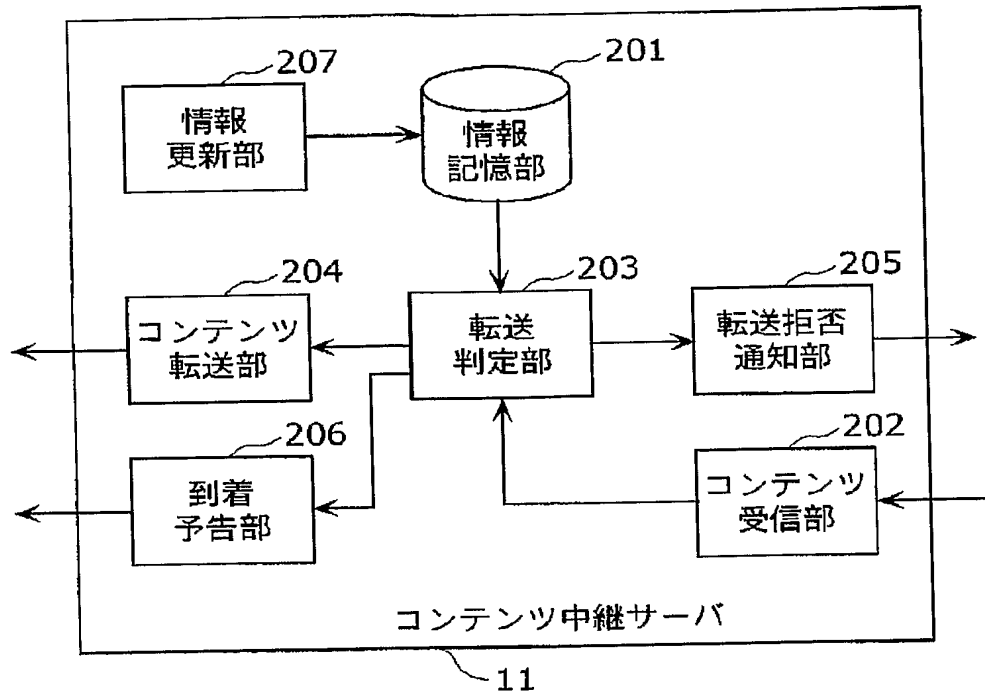 207
情報
更新部
201
情報
記憶部
204
コンテンツ
転送部
203
転送
判定部
205
転送拒否
通知部
206
到着
予告部
202
コンテンツ
受信部
コンテンツ中継サーバ
11